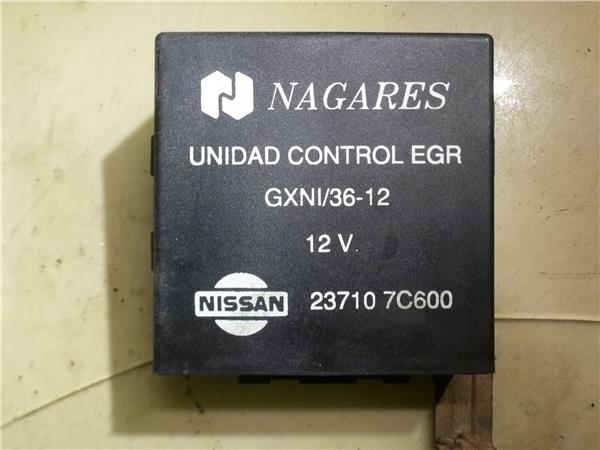 NAGARES
UNIDAD CONTROL EGR
GXNI/36-12
12 V.
NISSAN 23710 7C600